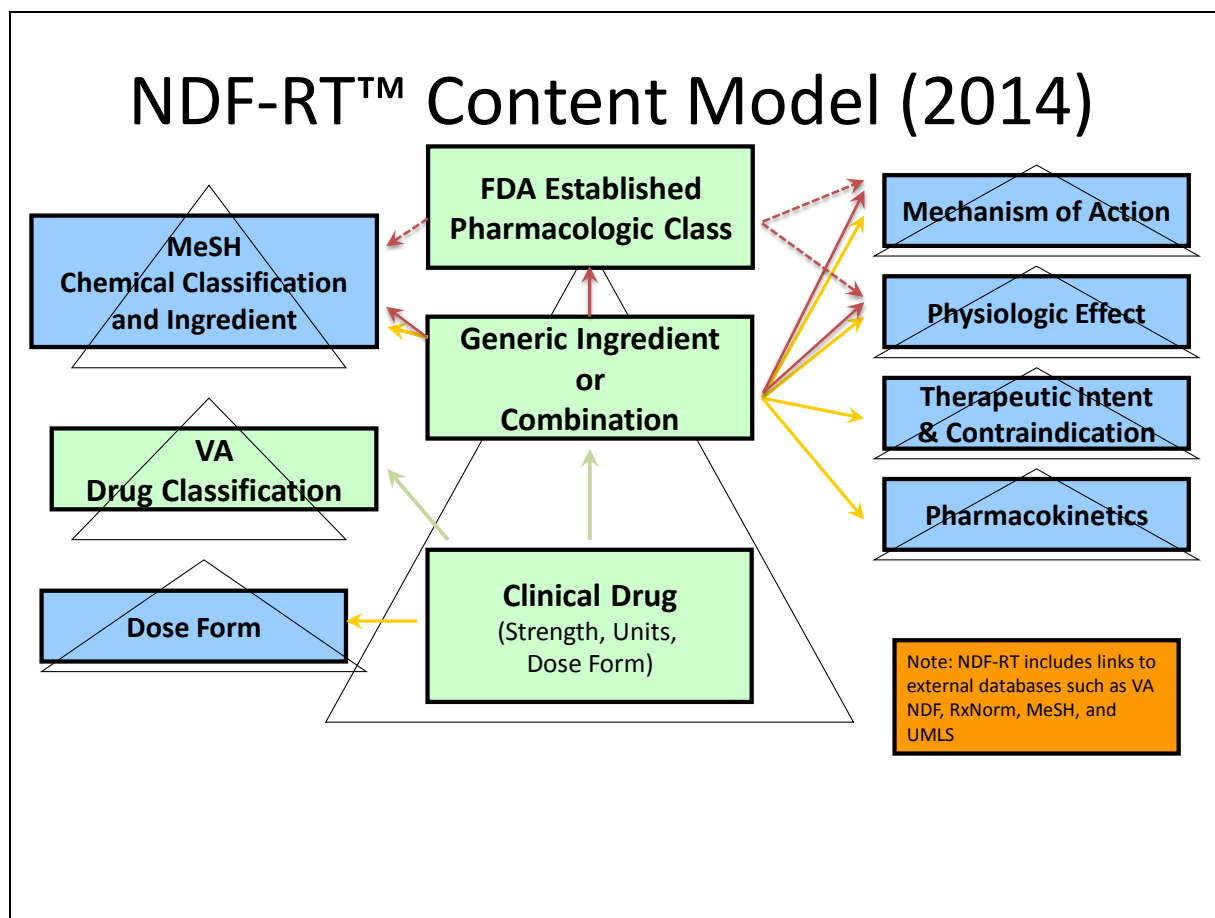 NDF-RT™ Content Model (2014)
FDA Established
Pharmacologic Class
MeSH
Chemical Classification
and Ingredient
Generic Ingredient
or
Combination
VA
Drug Classification
Dose Form
Clinical Drug
(Strength, Units,
Dose Form)
Mechanism of Action
Physiologic Effect
Therapeutic Intent
& Contraindication
Pharmacokinetics
Note: NDF-RT includes links to
external databases such as VA
NDF, RxNorm, MeSH, and
UMLS